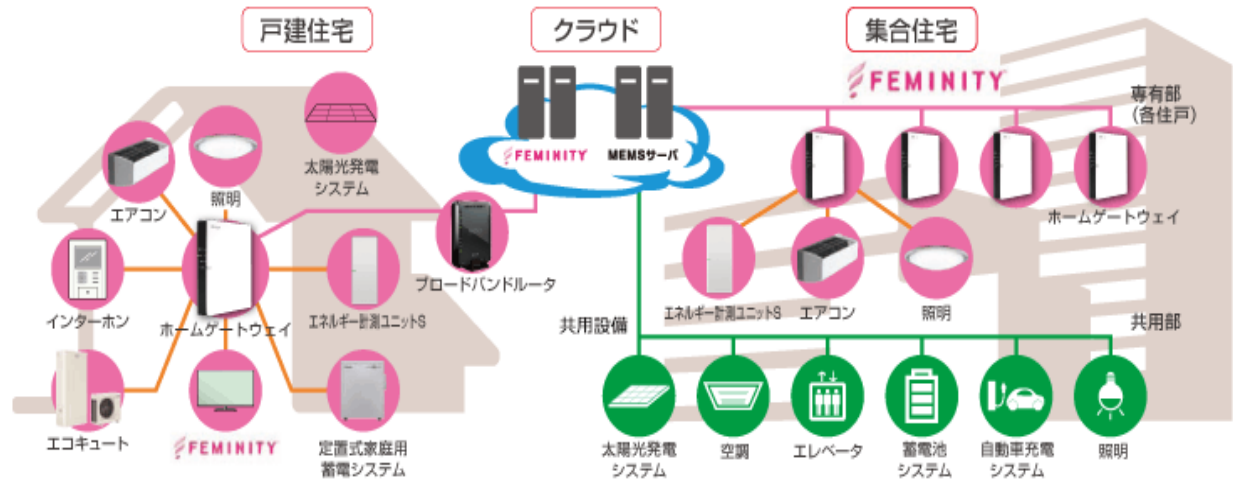 戸建住宅
クラウド
集合住宅
FEMINITY
専有部
(各住戸)
FEMINITY
MEMSサーバ
太陽光発電
システム
照明
エアコン
ホームゲートウェイ
ブロードバンドルータ
インターホン
ホームゲートウェイ
エネルギー計測ユニットS
エネルギー計測ユニットS
エアコン
照明
共用設備
共用部
エコキュート
FEMINITY
定置式家庭用
蓄電システム
太陽光発電
システム
空調
エレベータ
蓄電池
システム
自動車充電
システム
照明